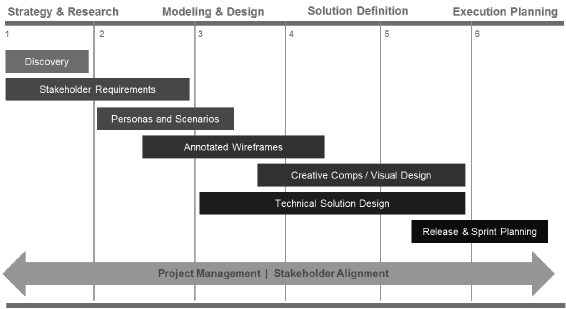 Strategy & Research Modeling & Design Solution Definition Execution Planning
1 2 3 4 5 6
Discovery
Stakeholder Requirements
Personas and Scenarios
Annotated Wireframes
Creative Comps / Visual Design
Technical Solution Design
Release & Sprint Planning
Project Management | Stakeholder Alignment